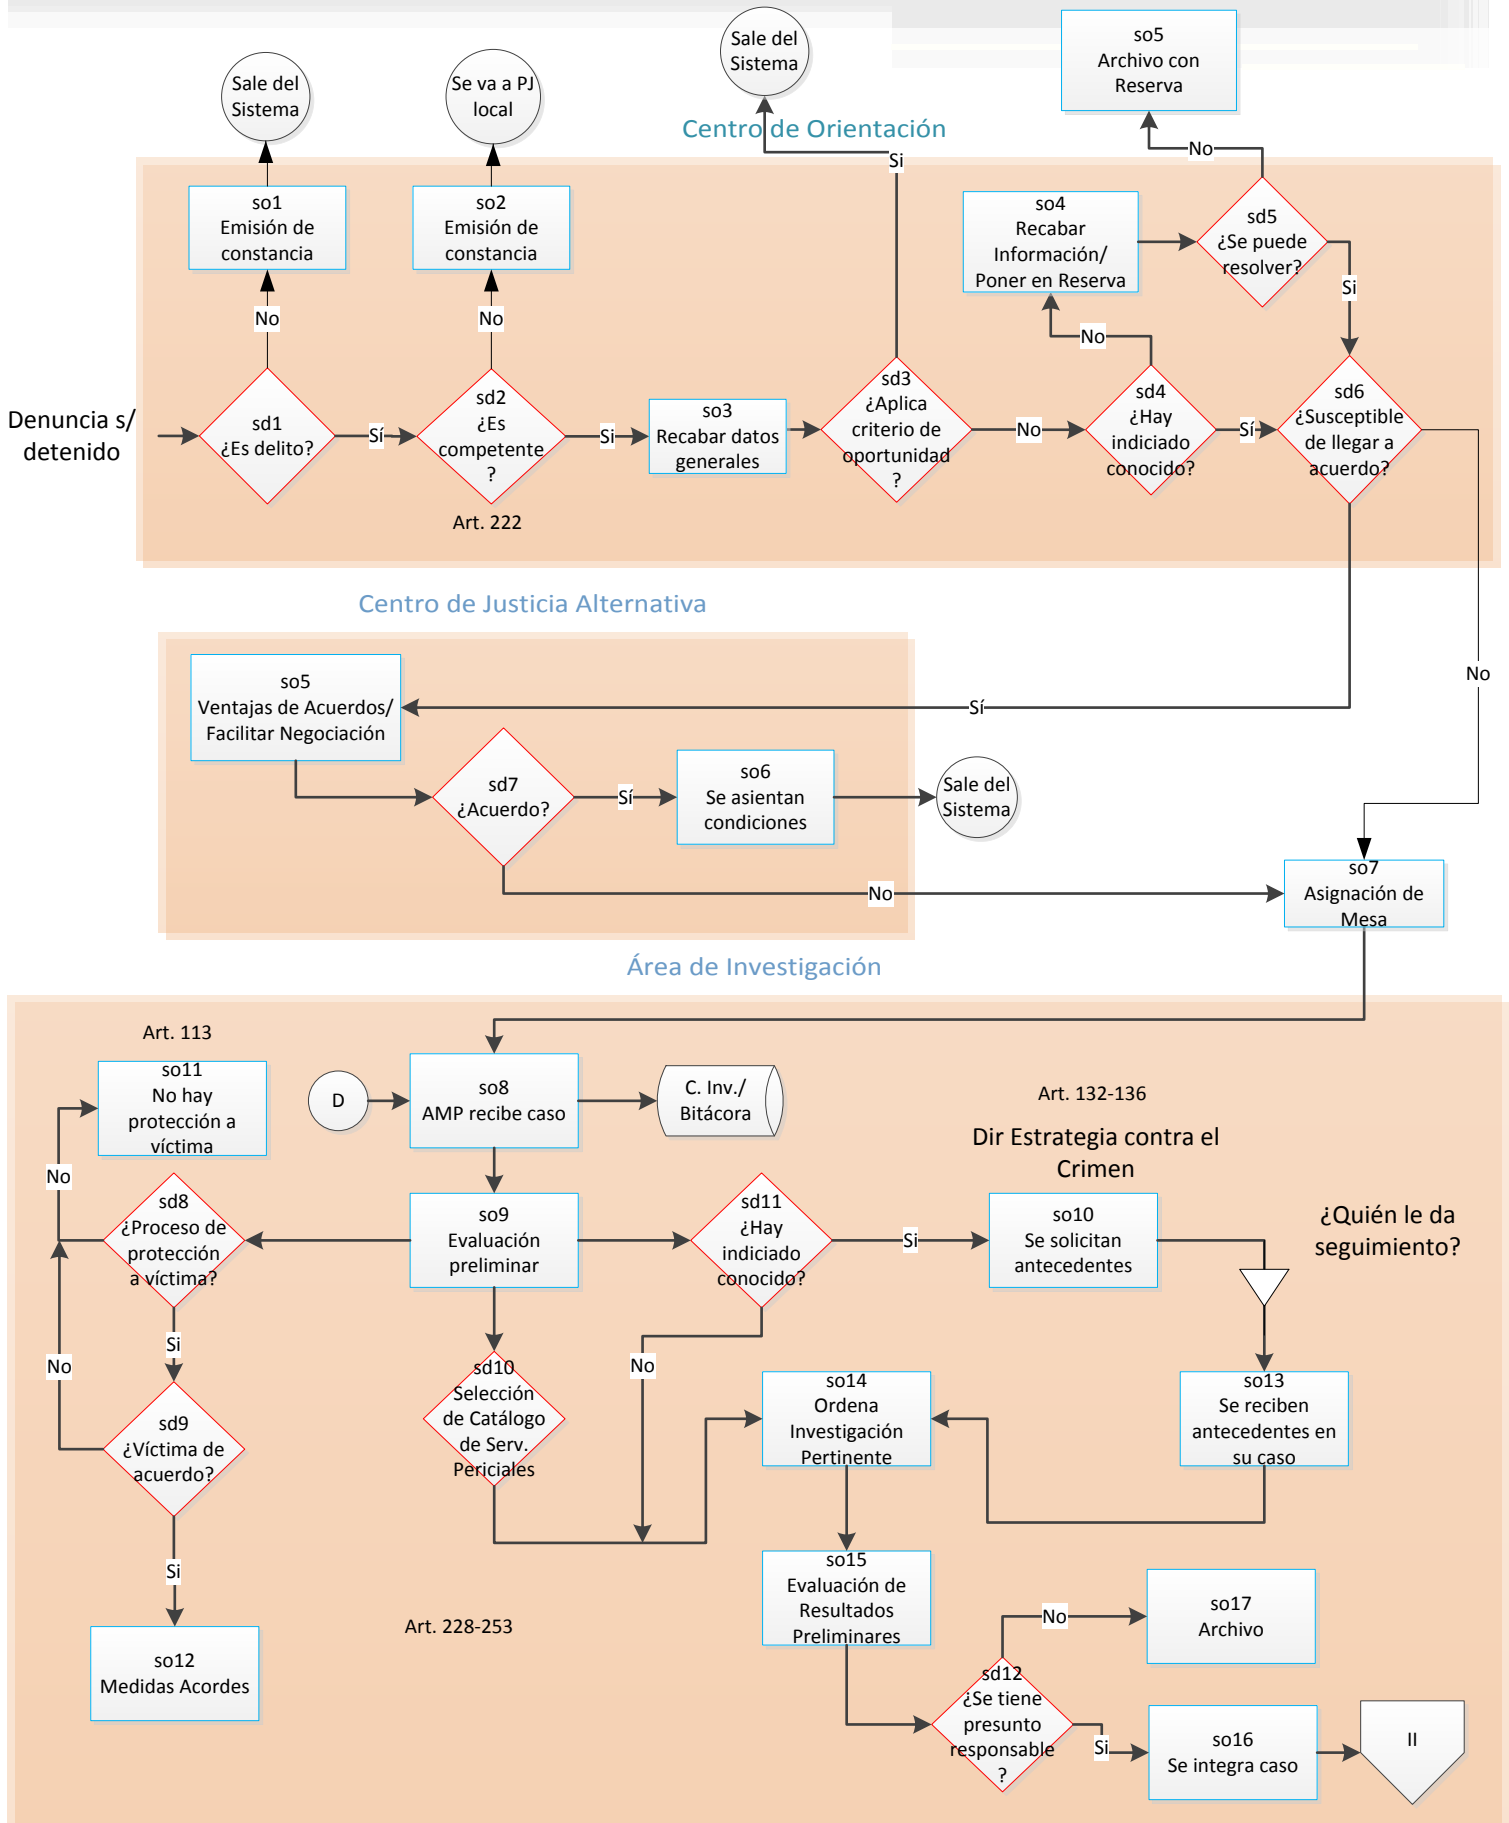 Sale del
Sistema
Se va a PJ
local
Sale del
Sistema
so5
Archivo con
Reserva
Centro de Orientación
Si
No
so1
Emisión de
constancia
so2
Emisión de
constancia
so4
Recabar
Información/
Poner en Reserva
sd5
¿Se puede
resolver?
No
No
No
Si
Denuncia s/
detenido
sd1
¿Es delito?
Sí
sd2
¿Es
competente
?
Si
so3
Recabar datos
generales
sd3
¿Aplica
criterio de
oportunidad
?
No
sd4
¿Hay
indiciado
conocido?
Sí
sd6
¿Susceptible
de llegar a
acuerdo?
Art. 222
Centro de Justicia Alternativa
so5
Ventajas de Acuerdos/
Facilitar Negociación
Sí
No
sd7
¿Acuerdo?
Sí
so6
Se asientan
condiciones
Sale del
Sistema
No
so7
Asignación de
Mesa
Área de Investigación
Art. 113
so11
No hay
protección a
víctima
D
so8
AMP recibe caso
C. Inv./
Bitácora
Art. 132-136
Dir Estrategia contra el
Crimen
No
sd8
¿Proceso de
protección
a víctima?
so9
Evaluación
preliminar
sd11
¿Hay
indiciado
conocido?
Si
so10
Se solicitan
antecedentes
¿Quién le da
seguimiento?
Si
No
No
sd9
¿Víctima de
acuerdo?
sd10
Selección
de Catálogo
de Serv.
Periciales
so14
Ordena
Investigación
Pertinente
so13
Se reciben
antecedentes en
su caso
Si
so15
Evaluación de
Resultados
Preliminares
Art. 228-253
so12
Medidas Acordes
No
so17
Archivo
sd12
¿Se tiene
presunto
responsable
?
Si
so16
Se integra caso
II